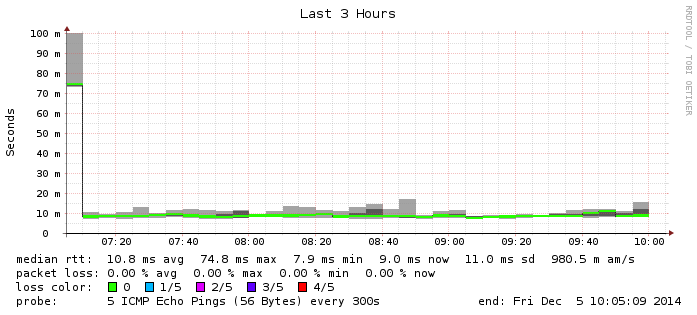 Last 3 Hours
RRDTOOL / TOBI OETIKER
Seconds
100 m
90 m
80 m
70 m
60 m
50 m
40 m
30 m
20 m
10 m
0
07:20 07:40 08:00 08:20 08:40 09:00 09:20 09:40 10:00
median rtt: 10.8 ms avg 74.8 ms max 7.9 ms min 9.0 ms now 11.0 ms sd 980.5 m am/s
packet loss: 0.00 % avg 0.00 % max 0.00 % min 0.00 % now
loss color: 0 1/5 2/5 3/5 4/5
probe: 5 ICMP Echo Pings (56 Bytes) every 300s end: Fri Dec 5 10:05:09 2014